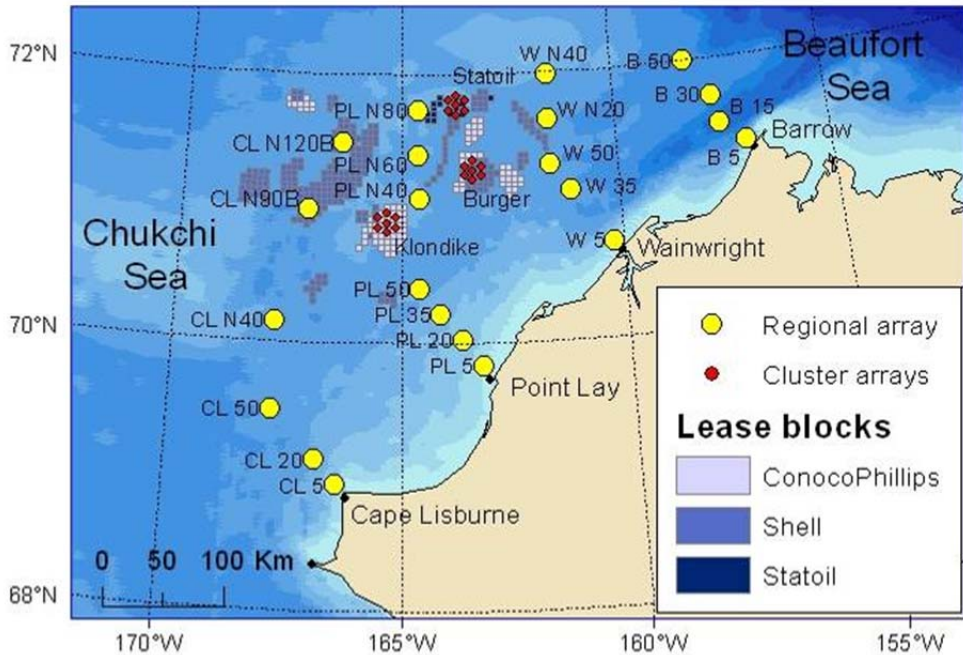 72°N
70°N
68°N
170°W
165°W
160°W
155°W
Beaufort
Sea
Chukchi
Sea
W N40
B 50
Statoil
B 30
PL N80
W N20
B 15
CL N120B
Barrow
PL N60
W 50
B 5
PL N40
Burger
W 35
CL N90B
Klondike
W 5
Wainwright
PL 50
CL N40
PL 35
PL 20
PL 5
Point Lay
CL 50
CL 20
CL 5
Cape Lisburne
0 50 100 Km
Regional array
Cluster arrays
Lease blocks
ConocoPhillips
Shell
Statoil